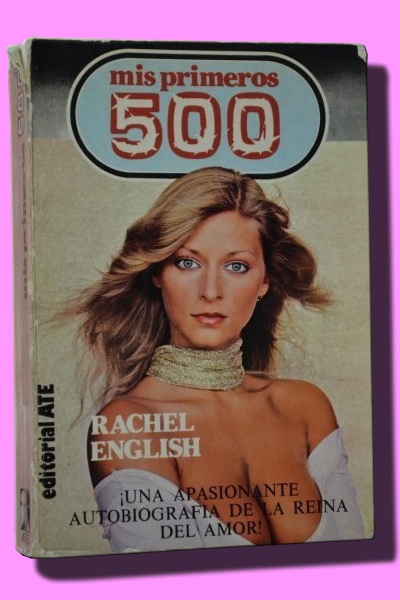 mis primeros
500
RACHEL
ENGLISH
¡UNA APASIONANTE
AUTOBIOGRAFIA DE LA REINA
DEL AMOR!
editorial ATE